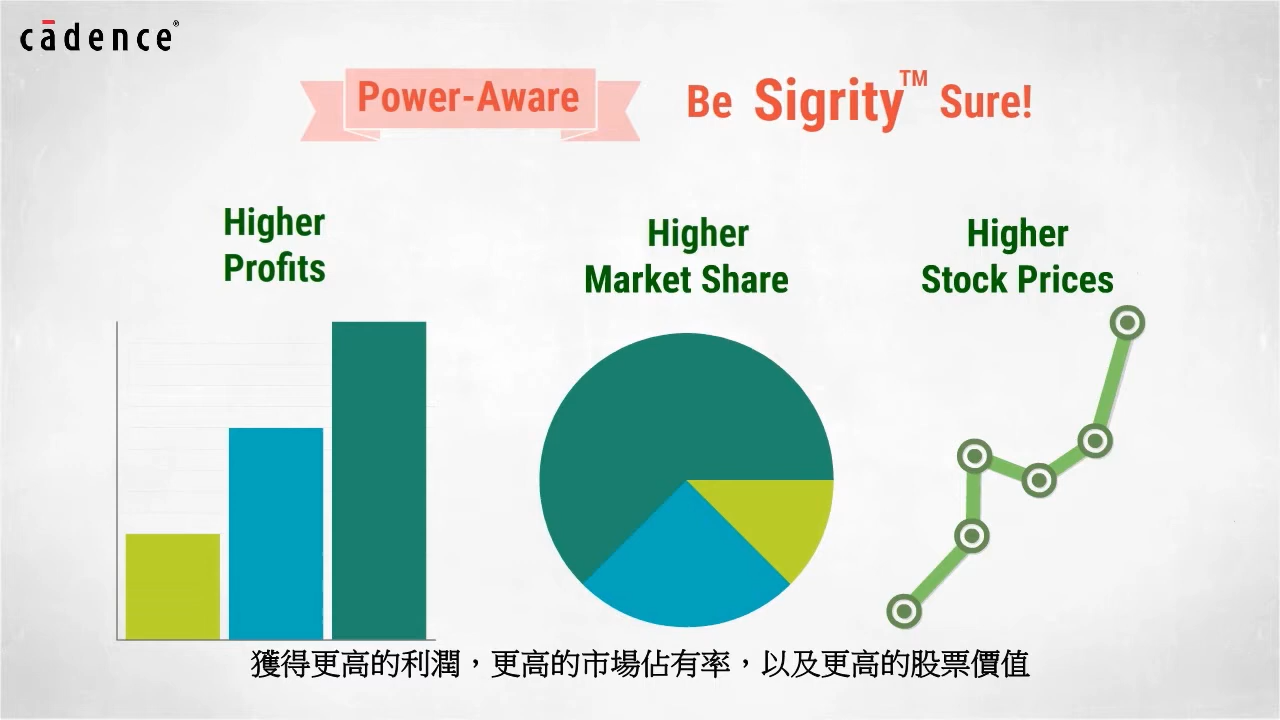 cādence®
Power-Aware
Be Sigrity™ Sure!
Higher
Profits
Higher
Market Share
Higher
Stock Prices
獲得更高的利潤，更高的市場佔有率，以及更高的股票價值